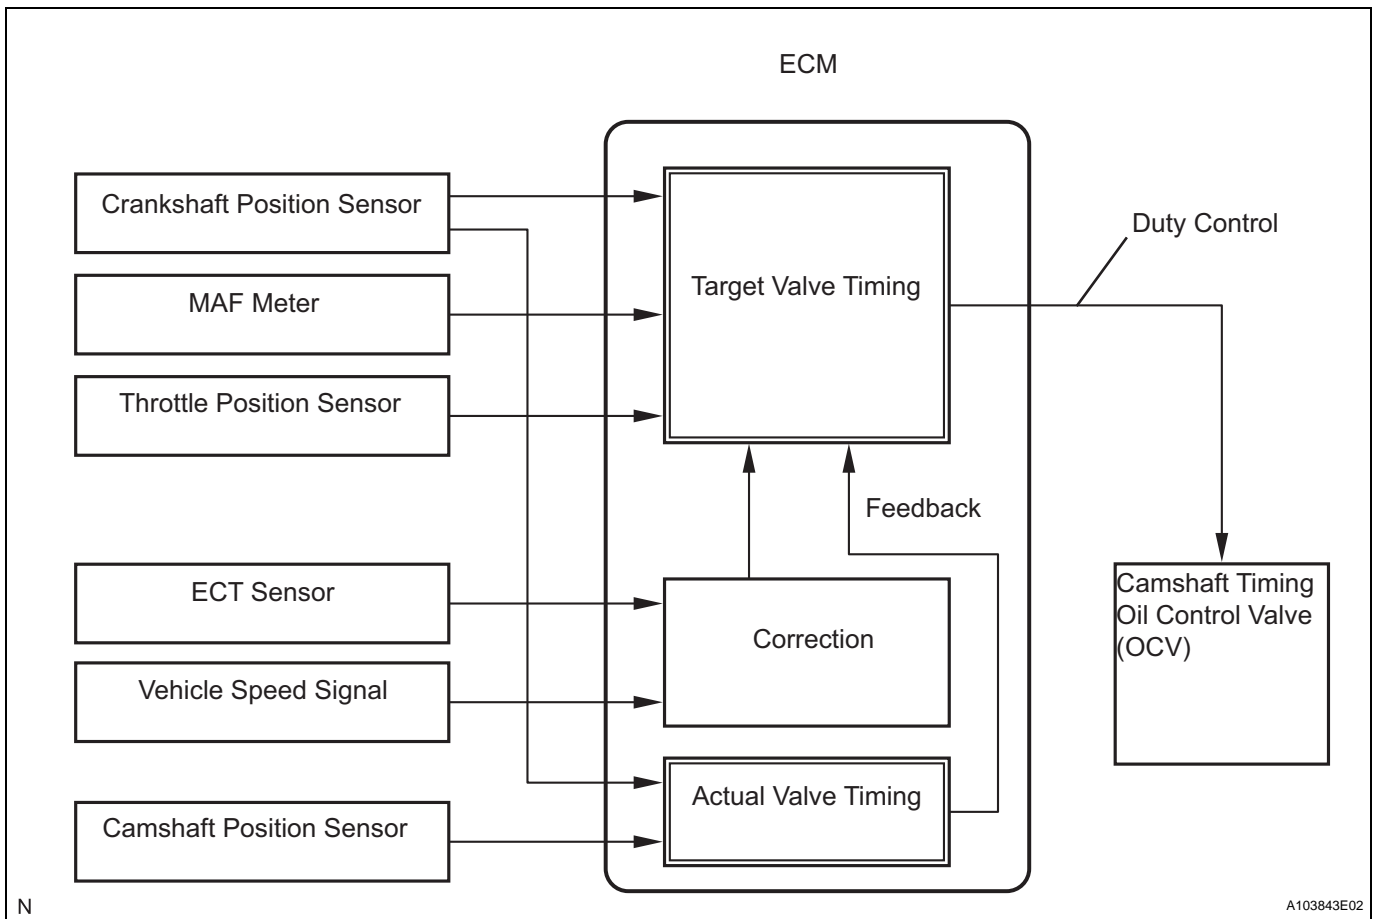 ECM
Crankshaft Position Sensor
MAF Meter
Throttle Position Sensor
Target Valve Timing
Duty Control
Feedback
ECT Sensor
Correction
Vehicle Speed Signal
Actual Valve Timing
Camshaft Position Sensor
Camshaft Timing
Oil Control Valve
(OCV)
N
A103843E02